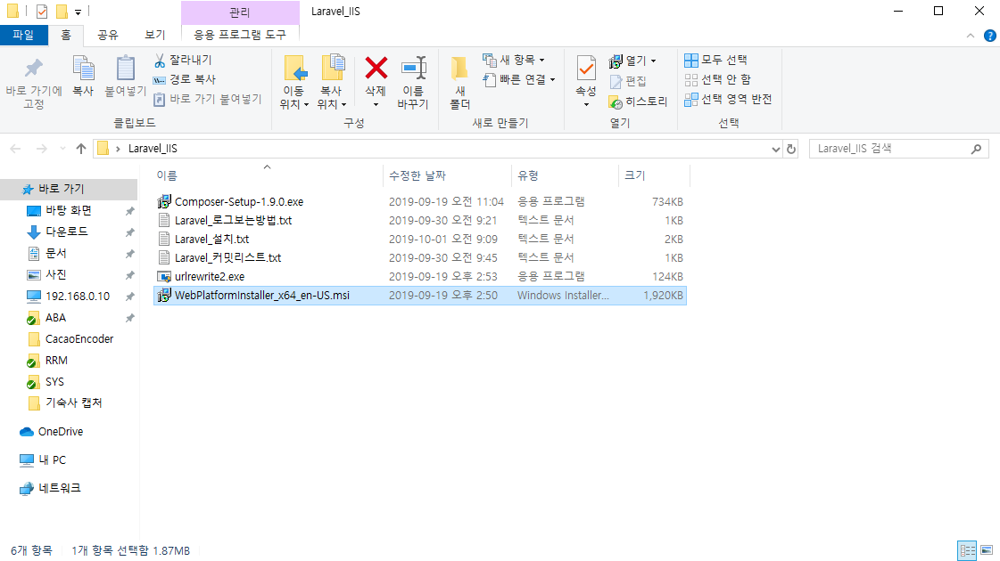 관리
Laravel_IIS
파일
홈
공유
보기
응용 프로그램 도구
바로 가기에
고정
복사
붙여넣기
잘라내기
경로 복사
바로 가기 붙여넣기
클립보드
이동
위치
복사
위치
삭제
이름
바꾸기
구성
새
폴더
새 항목
빠른 연결
새로 만들기
속성
열기
편집
히스토리
열기
모두 선택
선택 안 함
선택 영역 반전
선택
Laravel_IIS
Laravel_IIS 검색
바로 가기
바탕 화면
다운로드
문서
사진
192.168.0.10
ABA
CacaoEncoder
RRM
SYS
기숙사 캡처
OneDrive
내 PC
네트워크
이름 수정한 날짜 유형 크기
Composer-Setup-1.9.0.exe 2019-09-19 오전 11:04 응용 프로그램 734KB
Laravel_로그보는방법.txt 2019-09-30 오전 9:21 텍스트 문서 1KB
Laravel_설치.txt 2019-10-01 오전 9:09 텍스트 문서 2KB
Laravel_커밋리스트.txt 2019-09-30 오전 9:45 텍스트 문서 1KB
urlrewrite2.exe 2019-09-19 오후 2:53 응용 프로그램 124KB
WebPlatformInstaller_x64_en-US.msi 2019-09-19 오후 2:50 Windows Installer... 1,920KB
6개 항목 1개 항목 선택함 1.87MB